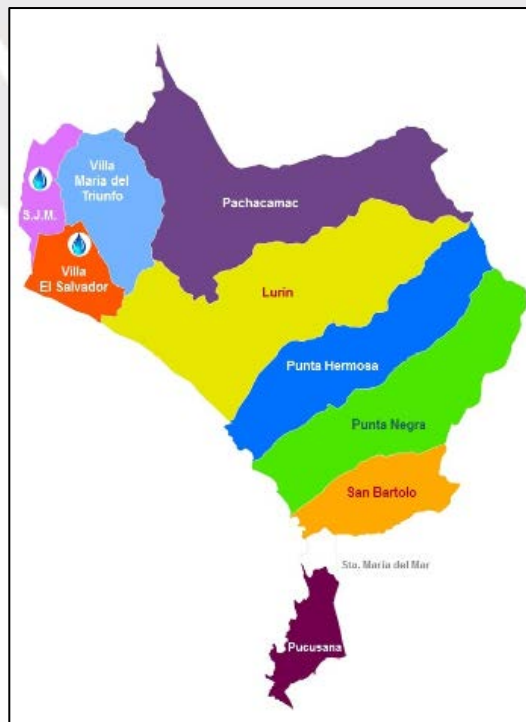 Villa
María del
Triunfo
S.J.M.
Pachacamac
Villa
El Salvador
Lurín
Punta Hermosa
Punta Negra
San Bartolo
Sta. María del Mar
Pucusana